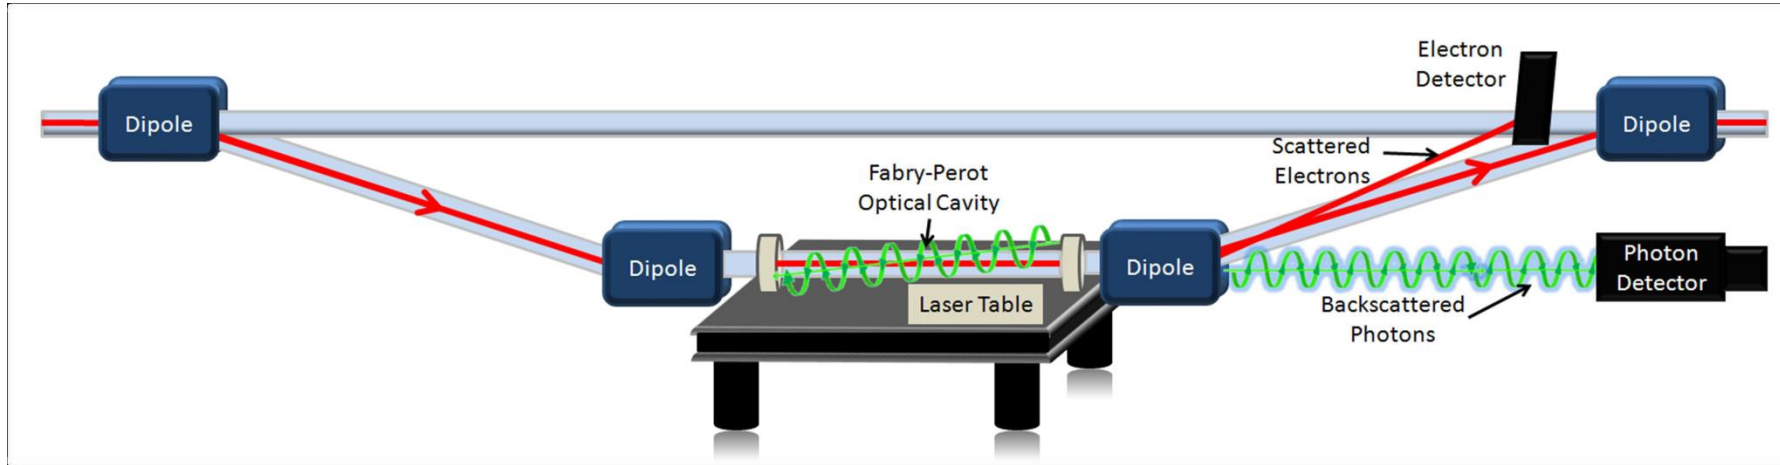 Electron
Detector
Dipole
Dipole
Scattered
Electrons
Fabry-Perot
Optical Cavity
Dipole
Dipole
Photon
Detector
Laser Table
Backscattered
Photons